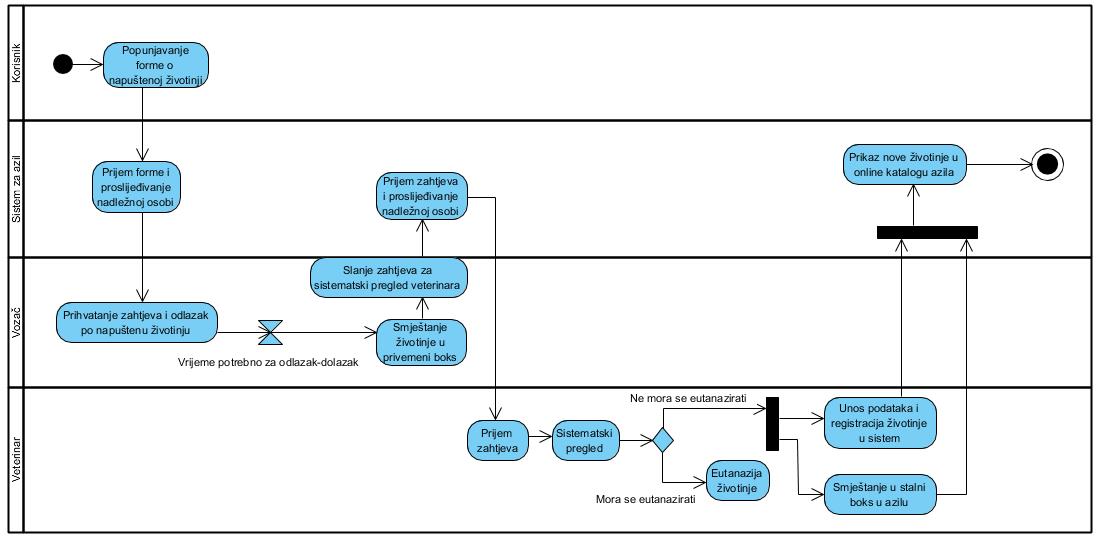 Korisnik
Popunjavanje
forme o
napuštenoj životinji
Sistem za azil
Prijem forme i
proslijeđivanje
nadležnoj osobi
Prijem zahtjeva
i proslijeđivanje
nadležnoj osobi
Prikaz nove životinje u
online katalogu azila
Vozač
Prihvatanje zahtjeva i odlazak
po napuštenu životinju
Vrijeme potrebno za odlazak-dolazak
Slanje zahtjeva za
sistematski pregled veterinara
Smještanje
životinje u
privemeni boks
Veterinar
Prijem
zahtjeva
Sistematski
pregled
Ne mora se eutanazirati
Mora se eutanazirati
Eutanazija
životinje
Unos podataka i
registracija životinje
u sistem
Smještanje u stalni
boks u azilu